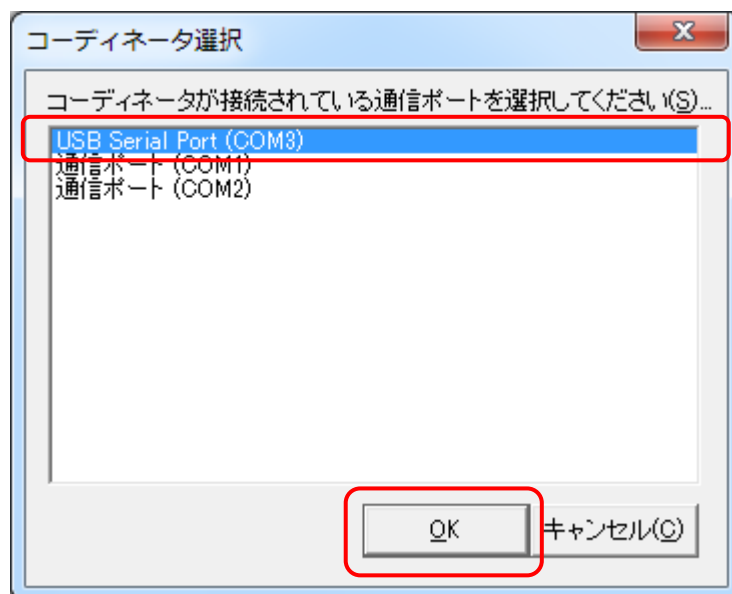 コーディネータ選択
コーディネータが接続されている通信ポートを選択してください(S)...
USB Serial Port (COM3)
通信ポート (COM1)
通信ポート (COM2)
OK
キャンセル(C)